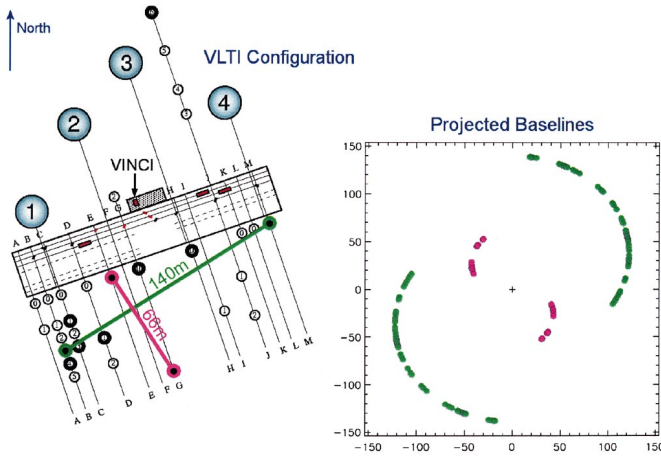 North
VLTI Configuration
1
2
3
4
VINCI
A B C D E F G H I J K L M
140m
66m
A B C D E F G H I J K L M
Projected Baselines
150
100
50
0
-50
-100
-150
-150 -100 -50 0 50 100 150